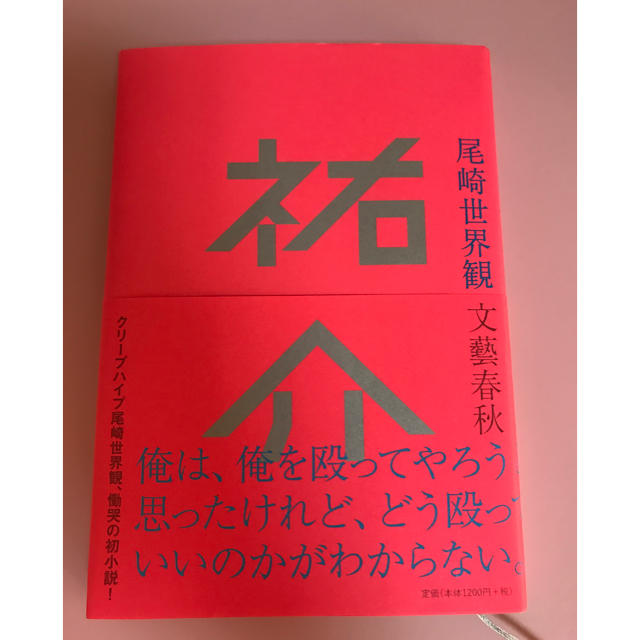 祐介
尾崎世界観
文藝春秋
俺は、俺を殴ってやろう
思ったけれど、どう殴っ
いいのかがわからない。
クリープハイプ尾崎世界観、慟哭の初小説!
定価(本体1200円+税)